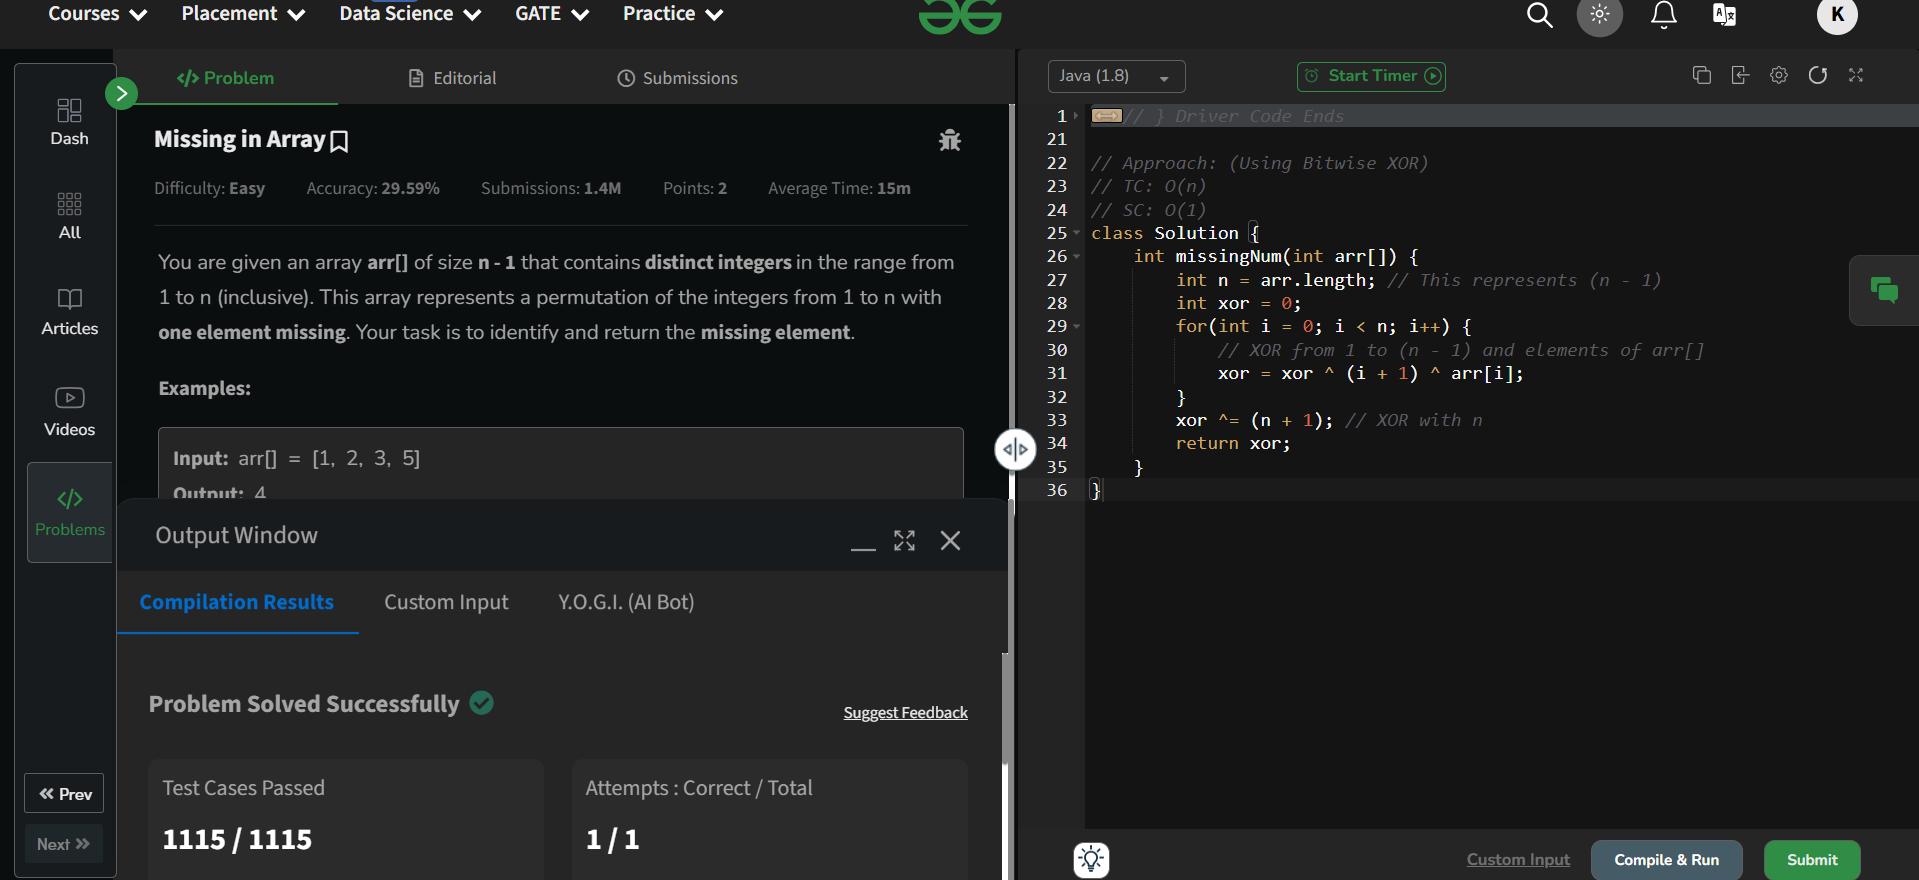 Courses Placement Data Science GATE Practice
K
Dash
All
Articles
Videos
</> Problems
Prev
Next
</> Problem Editorial Submissions
Missing in Array
Difficulty: Easy Accuracy: 29.59% Submissions: 1.4M Points: 2 Average Time: 15m
You are given an array arr[] of size n - 1 that contains distinct integers in the range from
1 to n (inclusive). This array represents a permutation of the integers from 1 to n with
one element missing. Your task is to identify and return the missing element.
Examples:
Input: arr[] = [1, 2, 3, 5]
Output: 4
Output Window
Compilation Results Custom Input Y.O.G.I. (AI Bot)
Problem Solved Successfully
Suggest Feedback
Test Cases Passed
1115 / 1115
Attempts : Correct / Total
1 / 1
Java (1.8)
Start Timer
1 // } Driver Code Ends
21
22 // Approach: (Using Bitwise XOR)
23 // TC: O(n)
24 // SC: O(1)
25 class Solution {
26 int missingNum(int arr[]) {
27 int n = arr.length; // This represents (n - 1)
28 int xor = 0;
29 for(int i = 0; i < n; i++) {
30 // XOR from 1 to (n - 1) and elements of arr[]
31 xor = xor ^ (i + 1) ^ arr[i];
32 }
33 xor ^= (n + 1); // XOR with n
34 return xor;
35 }
36 }
Custom Input Compile & Run Submit